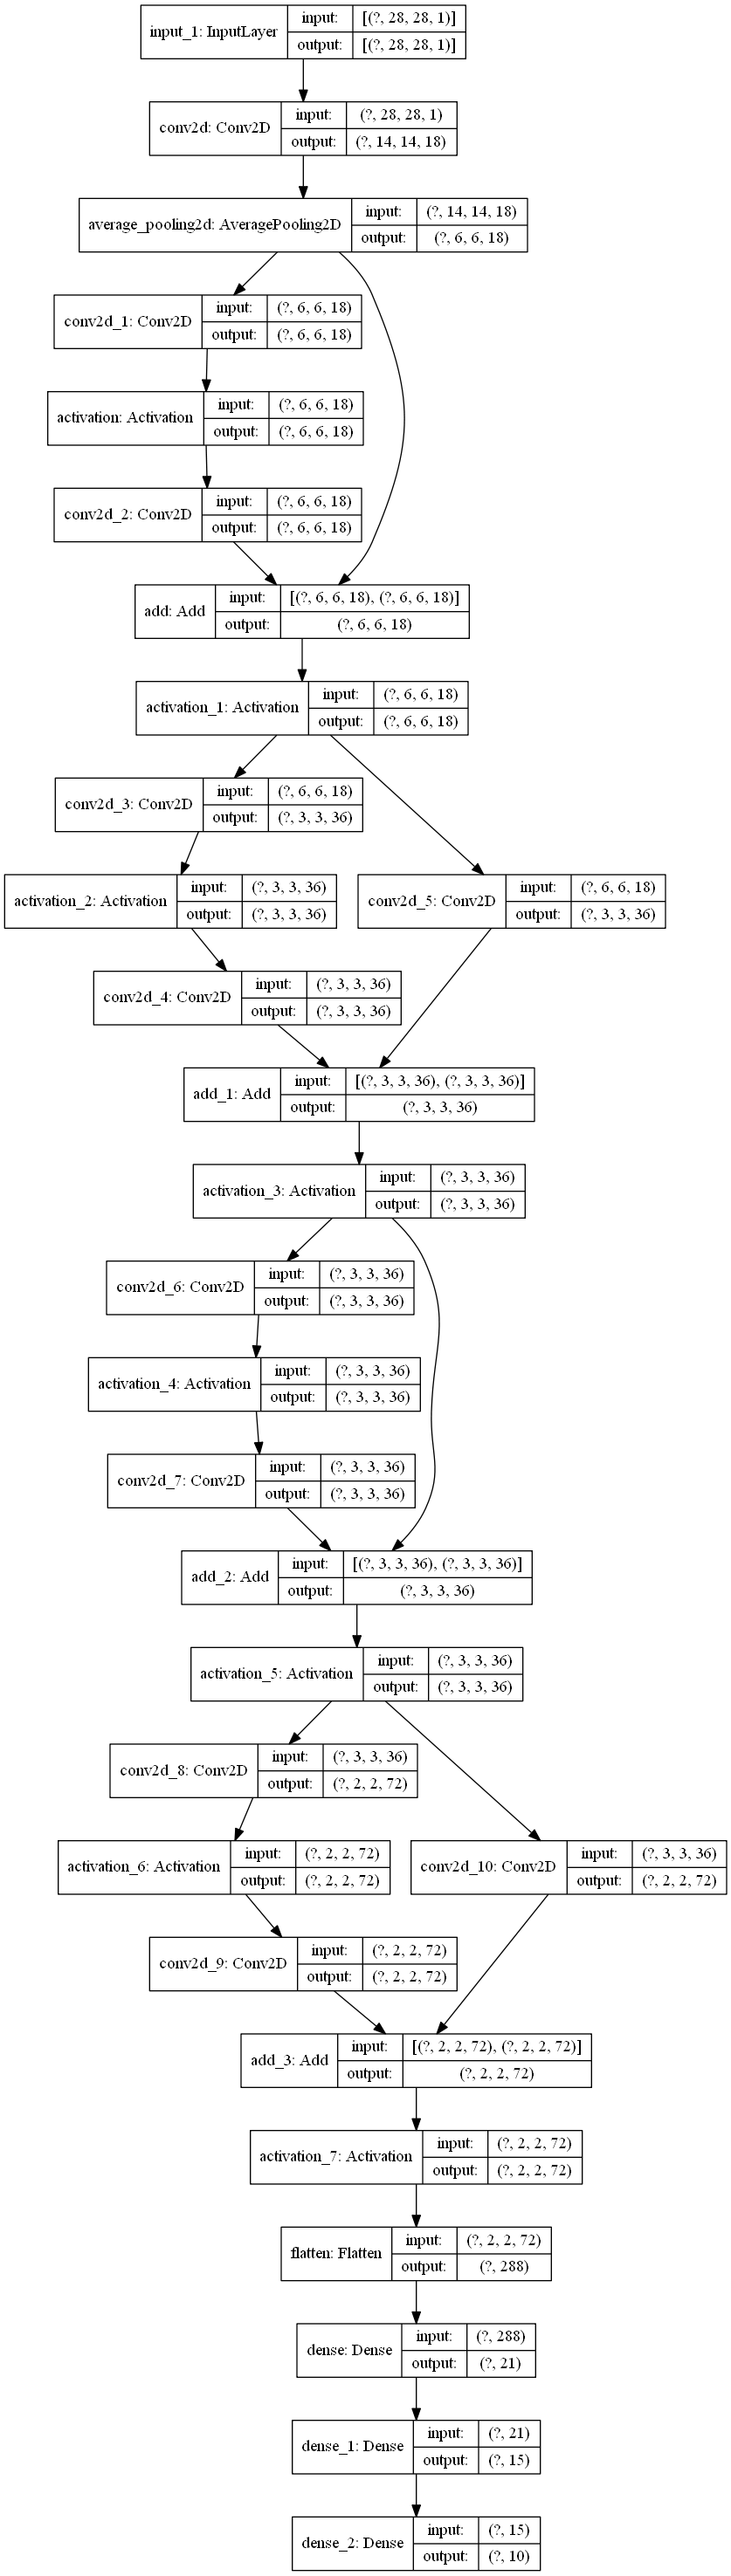 input_1: InputLayer
input: [(?, 28, 28, 1)]
output: [(?, 28, 28, 1)]
conv2d: Conv2D
input: (?, 28, 28, 1)
output: (?, 14, 14, 18)
average_pooling2d: AveragePooling2D
input: (?, 14, 14, 18)
output: (?, 6, 6, 18)
conv2d_1: Conv2D
input: (?, 6, 6, 18)
output: (?, 6, 6, 18)
activation: Activation
input: (?, 6, 6, 18)
output: (?, 6, 6, 18)
conv2d_2: Conv2D
input: (?, 6, 6, 18)
output: (?, 6, 6, 18)
add: Add
input: [(?, 6, 6, 18), (?, 6, 6, 18)]
output: (?, 6, 6, 18)
activation_1: Activation
input: (?, 6, 6, 18)
output: (?, 6, 6, 18)
conv2d_3: Conv2D
input: (?, 6, 6, 18)
output: (?, 3, 3, 36)
activation_2: Activation
input: (?, 3, 3, 36)
output: (?, 3, 3, 36)
conv2d_5: Conv2D
input: (?, 6, 6, 18)
output: (?, 3, 3, 36)
conv2d_4: Conv2D
input: (?, 3, 3, 36)
output: (?, 3, 3, 36)
add_1: Add
input: [(?, 3, 3, 36), (?, 3, 3, 36)]
output: (?, 3, 3, 36)
activation_3: Activation
input: (?, 3, 3, 36)
output: (?, 3, 3, 36)
conv2d_6: Conv2D
input: (?, 3, 3, 36)
output: (?, 3, 3, 36)
activation_4: Activation
input: (?, 3, 3, 36)
output: (?, 3, 3, 36)
conv2d_7: Conv2D
input: (?, 3, 3, 36)
output: (?, 3, 3, 36)
add_2: Add
input: [(?, 3, 3, 36), (?, 3, 3, 36)]
output: (?, 3, 3, 36)
activation_5: Activation
input: (?, 3, 3, 36)
output: (?, 3, 3, 36)
conv2d_8: Conv2D
input: (?, 3, 3, 36)
output: (?, 2, 2, 72)
activation_6: Activation
input: (?, 2, 2, 72)
output: (?, 2, 2, 72)
conv2d_10: Conv2D
input: (?, 3, 3, 36)
output: (?, 2, 2, 72)
conv2d_9: Conv2D
input: (?, 2, 2, 72)
output: (?, 2, 2, 72)
add_3: Add
input: [(?, 2, 2, 72), (?, 2, 2, 72)]
output: (?, 2, 2, 72)
activation_7: Activation
input: (?, 2, 2, 72)
output: (?, 2, 2, 72)
flatten: Flatten
input: (?, 2, 2, 72)
output: (?, 288)
dense: Dense
input: (?, 288)
output: (?, 21)
dense_1: Dense
input: (?, 21)
output: (?, 15)
dense_2: Dense
input: (?, 15)
output: (?, 10)